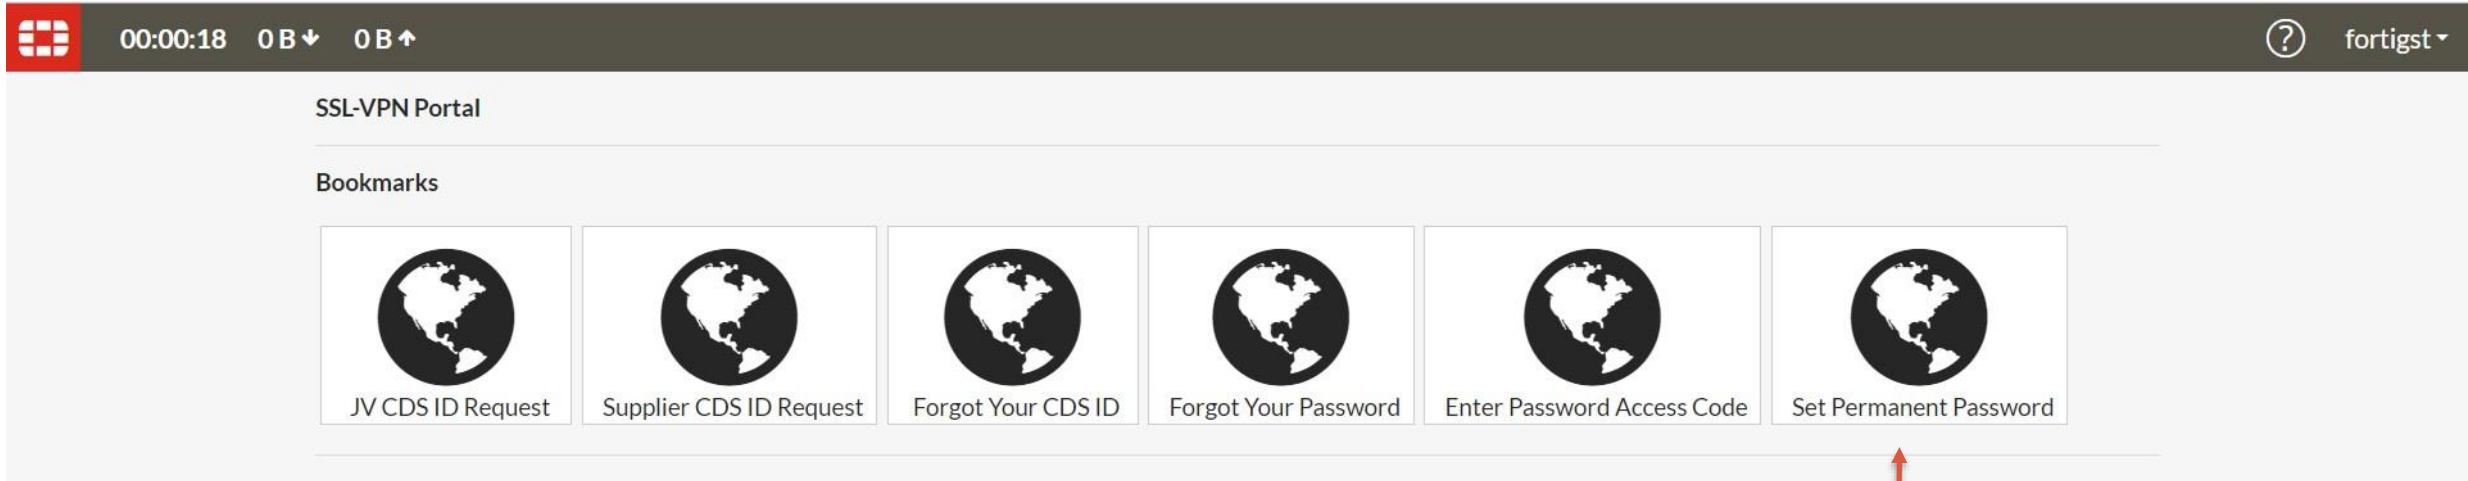 00:00:18 0 B 0 B fortigst
SSL-VPN Portal
Bookmarks
JV CDS ID Request Supplier CDS ID Request Forgot Your CDS ID Forgot Your Password Enter Password Access Code Set Permanent Password